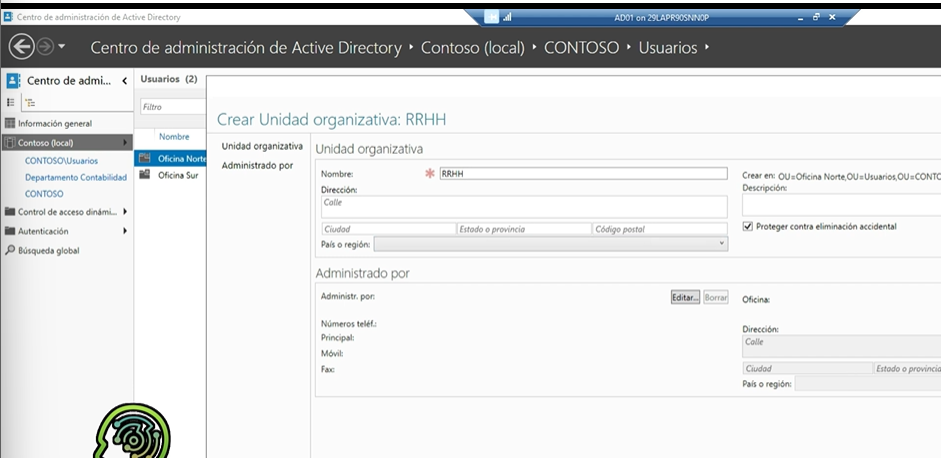 Centro de administración de Active Directory
AD01 on 29LAPR90SNN0P
Centro de administración de Active Directory • Contoso (local) • CONTOSO • Usuarios •
Centro de admi...
Usuarios (2)
Filtro
Crear Unidad organizativa: RRHH
Información general
Contoso (local)
CONTOSO\Usuarios
Departamento Contabilidad
CONTOSO
Control de acceso dinámi...
Autenticación
Búsqueda global
Nombre
Oficina Norte
Oficina Sur
Unidad organizativa
Administrado por
Unidad organizativa
Nombre: * RRHH
Dirección:
Calle
Ciudad Estado o provincia Código postal
País o región:
Crear en: OU=Oficina Norte,OU=Usuarios,OU=CONTO
Descripción:
Proteger contra eliminación accidental
Administrado por
Administr. por: Editar... Borrar
Números teléf.:
Principal:
Móvil:
Fax:
Oficina:
Dirección:
Calle
Ciudad Estado o provincia
País o región: